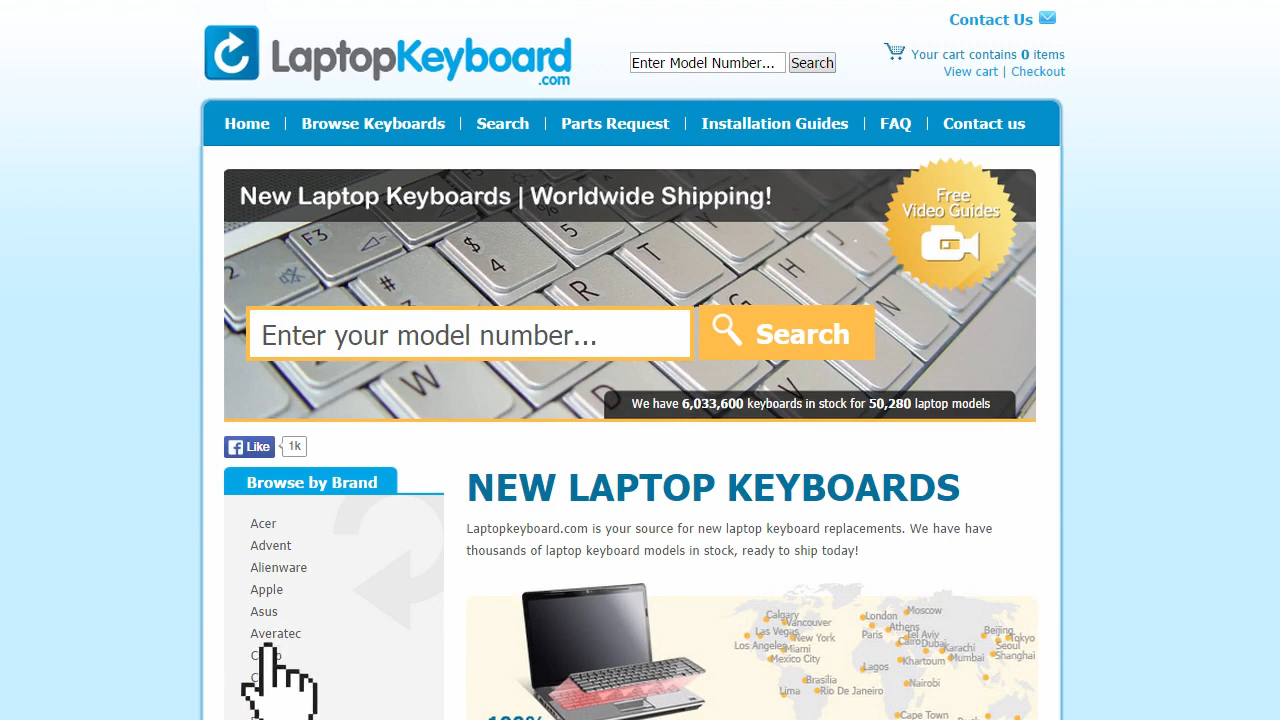 Contact Us
LaptopKeyboard.com
Enter Model Number... Search
Your cart contains 0 items
View cart | Checkout
Home | Browse Keyboards | Search | Parts Request | Installation Guides | FAQ | Contact us
New Laptop Keyboards | Worldwide Shipping!
Free
Video Guides
F3
$
4
5
T
2
#
R
H
G
N
W
D
V
Enter your model number...
Search
We have 6,033,600 keyboards in stock for 50,280 laptop models
Like 1k
Browse by Brand
Acer
Advent
Alienware
Apple
Asus
Averatec
NEW LAPTOP KEYBOARDS
Laptopkeyboard.com is your source for new laptop keyboard replacements. We have have
thousands of laptop keyboard models in stock, ready to ship today!
Calgary
Vancouver
Las Vegas
New York
Los Angeles
Miami
Mexico City
Brasilia
Lima
Rio De Janeiro
London
Moscow
Paris
Athens
Tel Aviv
Cairo
Dubai
Karachi
Lagos
Khartoum
Mumbai
Nairobi
Cape Town
Beijing
Tokyo
Seoul
Shanghai
100%